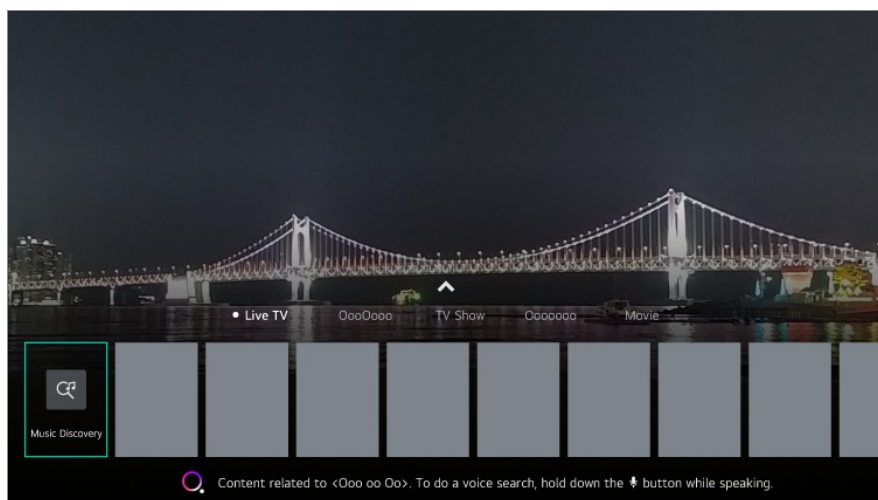 Live TV
OooOooo
TV Show
Ooooooo
Movie
Music Discovery
Content related to <Ooo oo Oo>. To do a voice search, hold down the button while speaking.